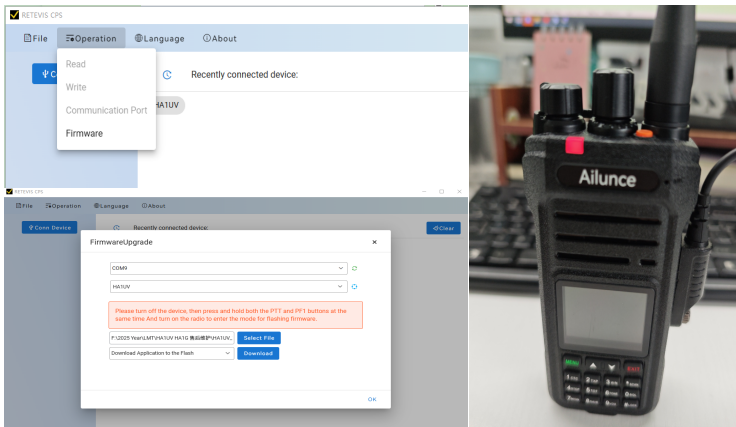 RETEVIS CPS
File Operation Language About
Read
Write
Communication Port
Firmware
Recently connected device:
HA1UV
RETEVIS CPS
File Operation Language About
Conn Device
Recently connected device:
Clear
FirmwareUpgrade
COM9
HA1UV
Please turn off the device, then press and hold both the PTT and PF1 buttons at the
same time And turn on the radio to enter the mode for flashing firmware.
F:\2025 Year\LMT\HA1UV HA1G 售后维护\HA1UV_
Select File
Download Application to the Flash
Download
OK
Ailunce
MENU
EXIT